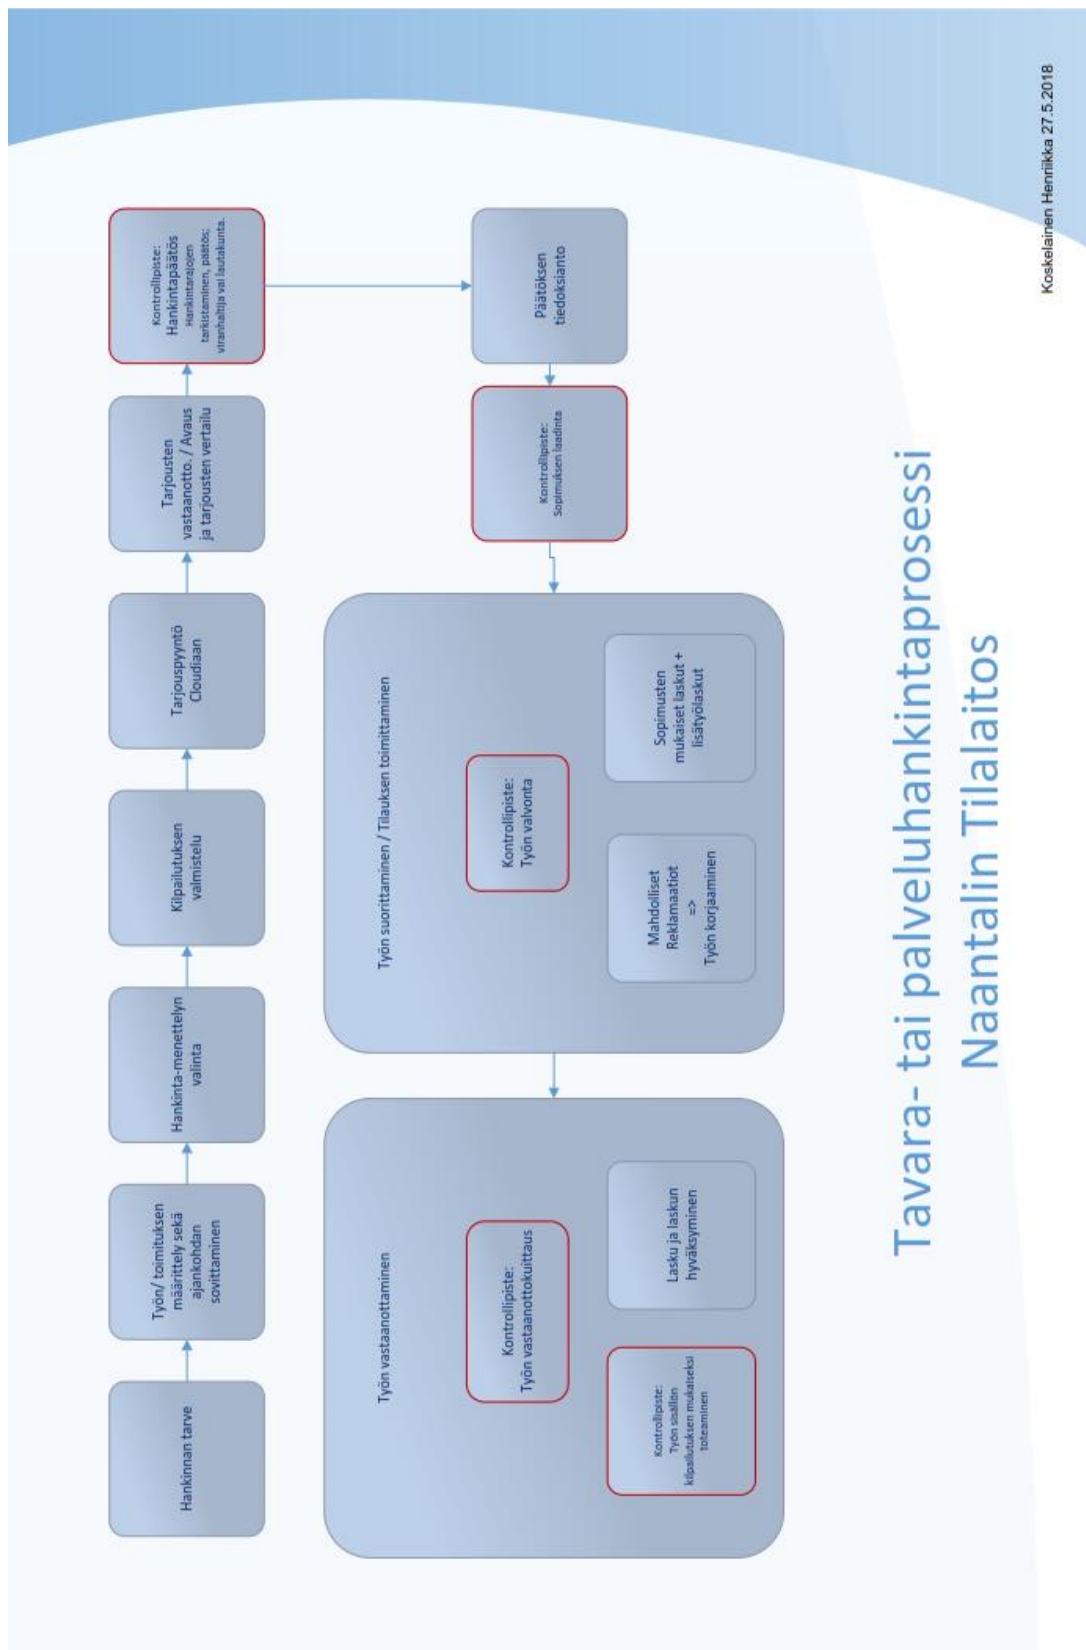 Hankinnan tarve
Työn/ toimituksen
määrittely sekä
ajankohdan
sovittaminen
Hankinta-menettelyn
valinta
Kilpailutuksen
valmistelu
Tarjouspyyntö
Cloudiaan
Tarjousten
vastaanotto. / Avaus
ja tarjousten vertailu
Kontrollipiste:
Hankintapäätös
Hankintarajojen
tarkistaminen, päätös;
viranhaltija vai lautakunta.
Päätöksen
tiedoksianto
Kontrollipiste:
Sopimuksen laadinta
Työn suorittaminen / Tilauksen toimittaminen
Kontrollipiste:
Työn valvonta
Mahdolliset
Reklamaatiot
=>
Työn korjaaminen
Sopimusten
mukaiset laskut +
lisätyölaskut
Työn vastaanottaminen
Kontrollipiste:
Työn vastaanottokuittaus
Kontrollipiste:
Työn sisällön
kilpailutuksen mukaiseksi
toteaminen
Lasku ja laskun
hyväksyminen
Tavara- tai palveluhankintaprosessi
Naantalin Tilalaitos
Koskelainen Henriikka 27.5.2018